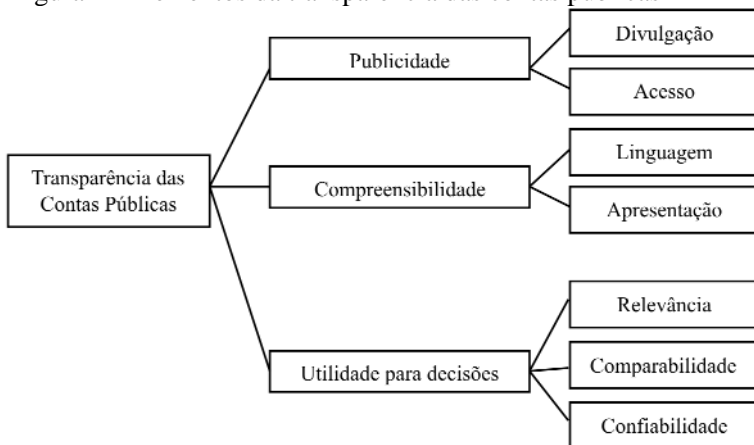 Divulgação
Publicidade
Acesso
Linguagem
Transparência das
Contas Públicas
Compreensibilidade
Apresentação
Relevância
Utilidade para decisões
Comparabilidade
Confiabilidade